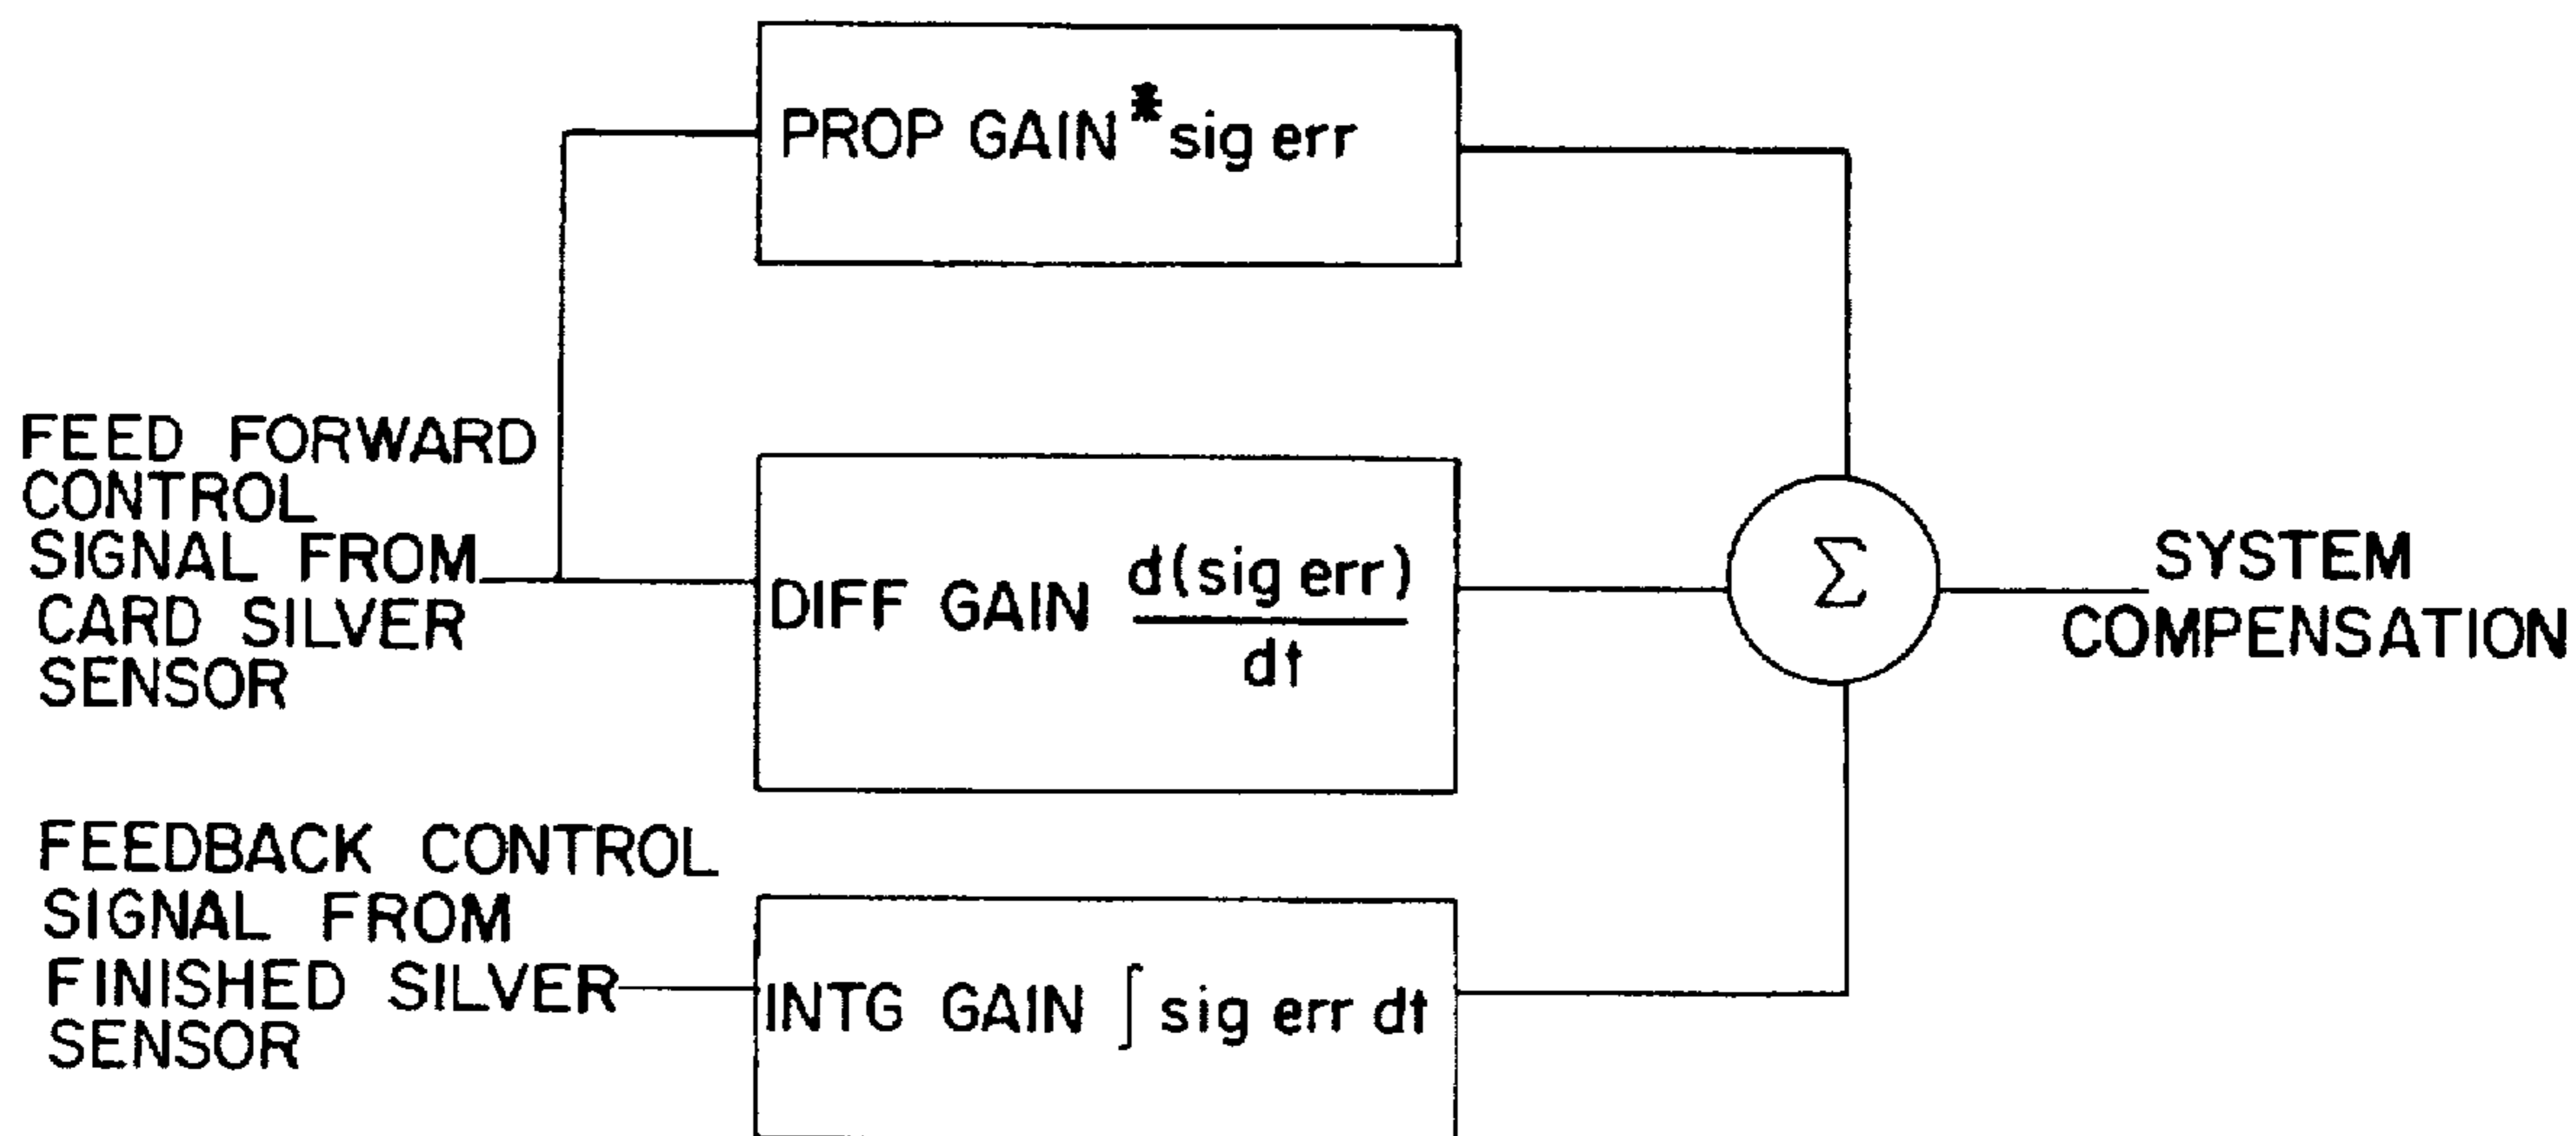 PROP GAIN * sig err
FEED FORWARD
CONTROL
SIGNAL FROM
CARD SILVER
SENSOR
DIFF GAIN d(sig err)
dt
Σ
SYSTEM
COMPENSATION
FEEDBACK CONTROL
SIGNAL FROM
FINISHED SILVER
SENSOR
INTG GAIN ∫ sig err dt